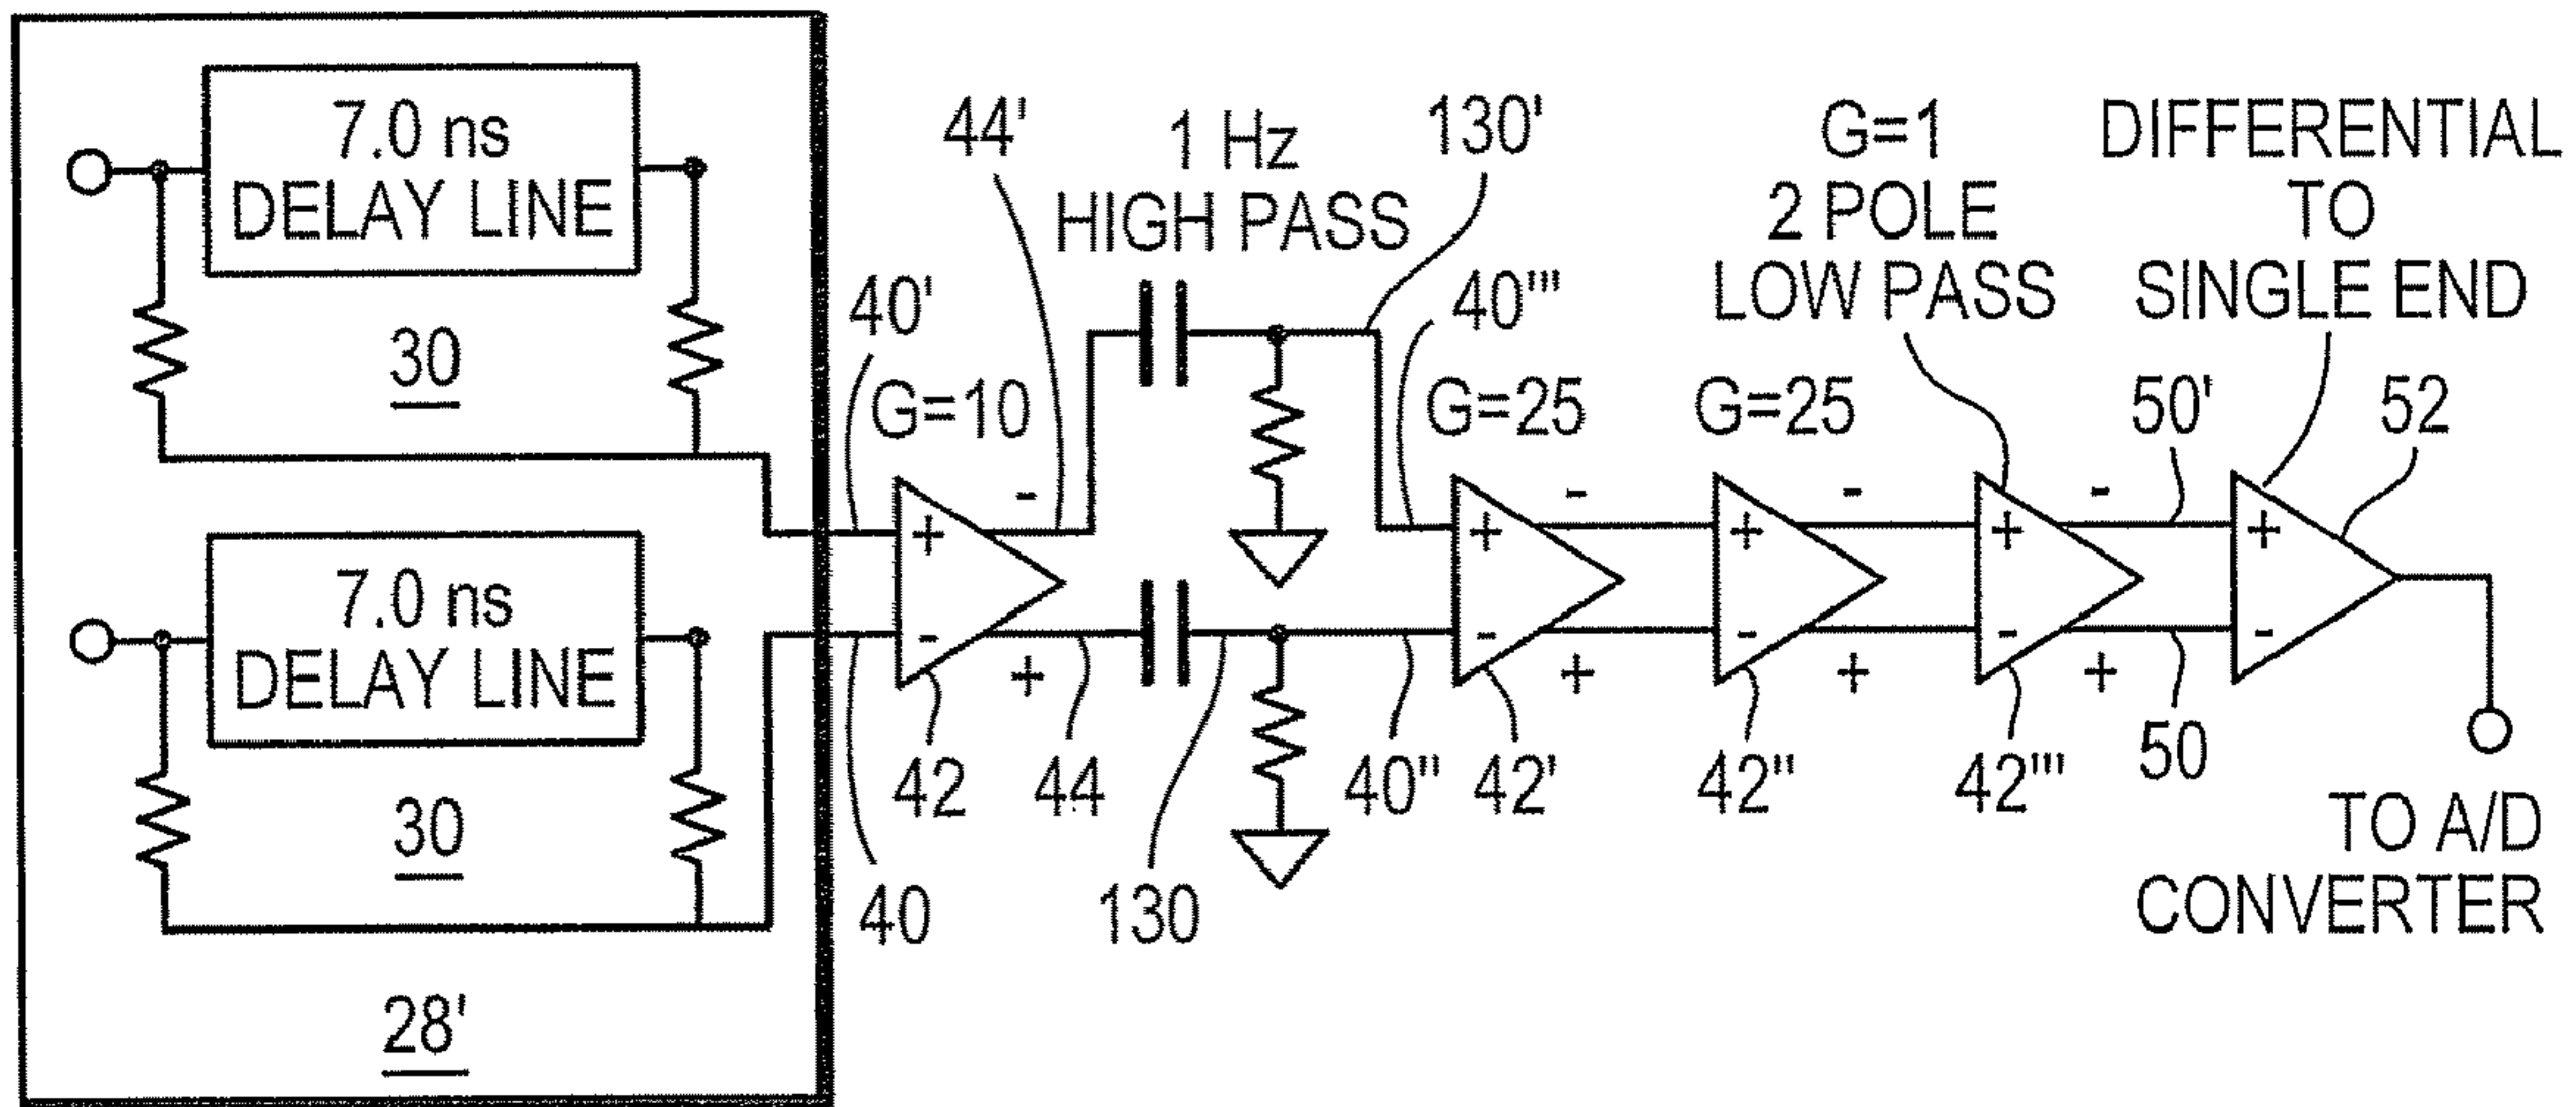 7.0 ns
DELAY LINE
30
7.0 ns
DELAY LINE
30
28'
40'
G=10
+
-
-
+
42
40
44'
44
1 Hz
HIGH PASS
130'
130
40'''
G=25
+
-
-
+
40''
42'
G=25
+
-
-
+
42''
G=1
2 POLE
LOW PASS
+
-
-
+
42'''
50'
50
DIFFERENTIAL
TO
SINGLE END
52
+
-
TO A/D
CONVERTER